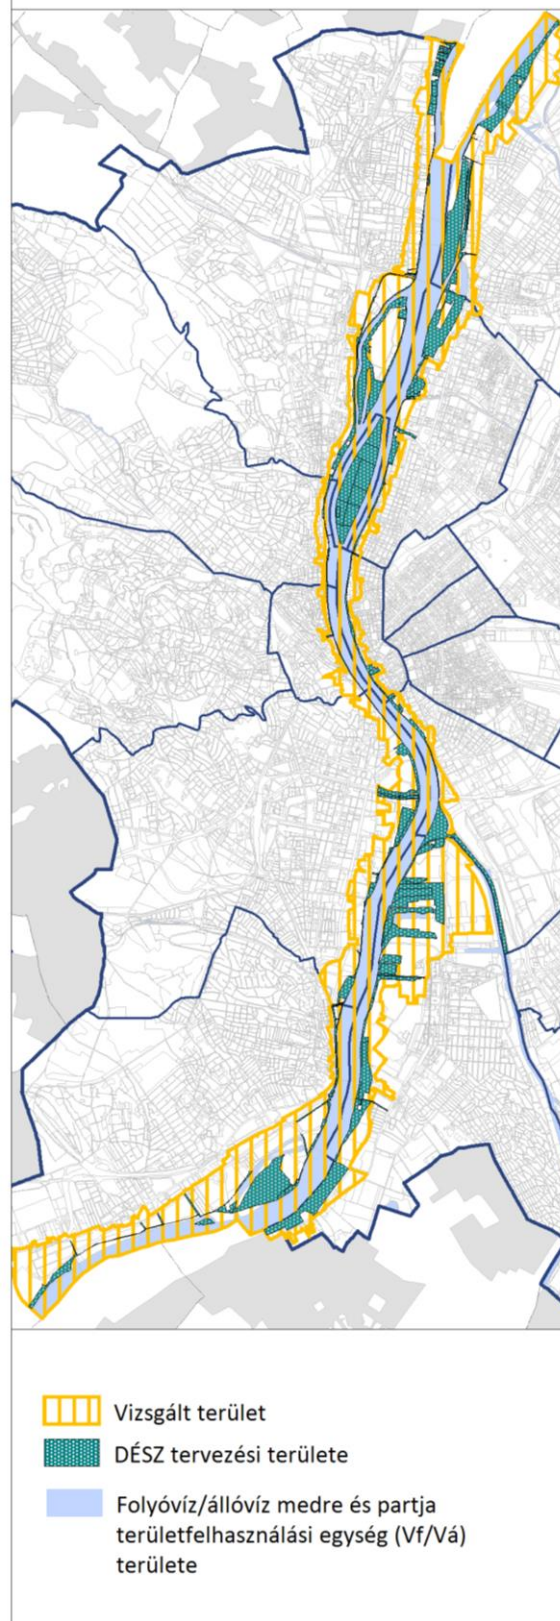 Vizsgált terület
DÉSZ tervezési területe
Folyóvíz/állóvíz medre és partja
területfelhasználási egység (Vf/Vá)
területe